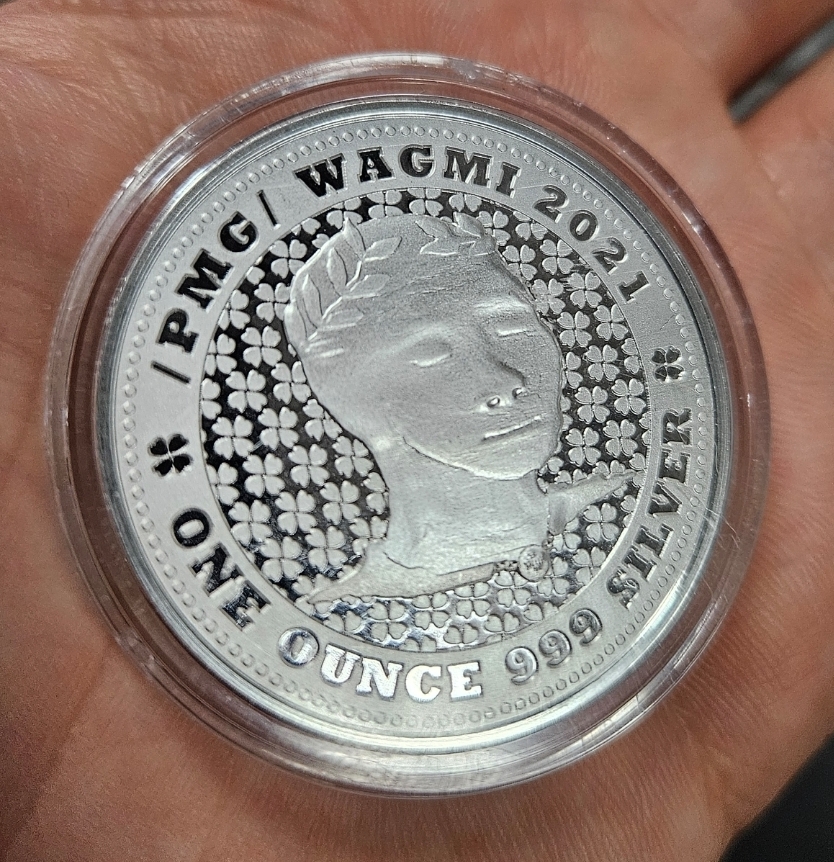 /PMG/ WAGMI 2021
ONE OUNCE 999 SILVER